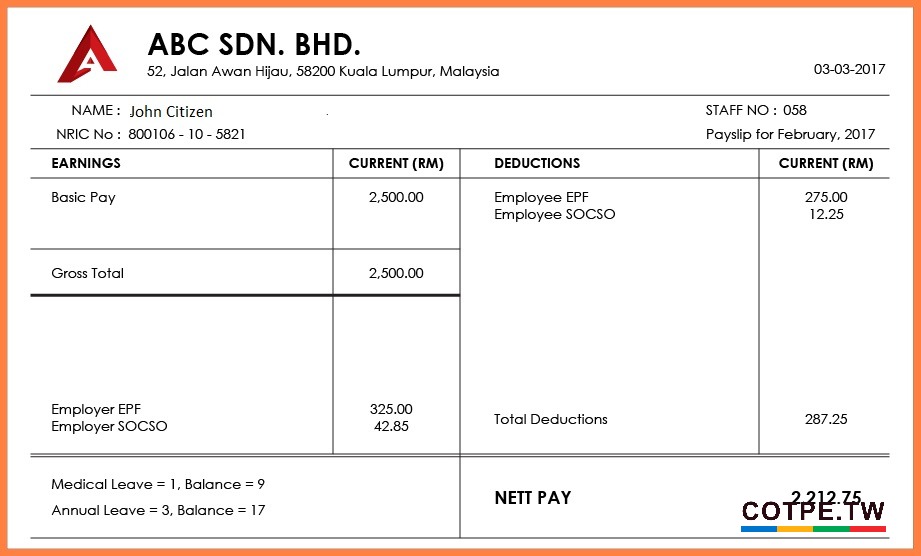 ABC SDN. BHD.
52, Jalan Awan Hijau, 58200 Kuala Lumpur, Malaysia
03-03-2017
NAME : John Citizen
STAFF NO : 058
NRIC No : 800106 - 10 - 5821
Payslip for February, 2017
EARNINGS CURRENT (RM) DEDUCTIONS CURRENT (RM)
Basic Pay 2,500.00 Employee EPF 275.00
Employee SOCSO 12.25
Gross Total 2,500.00
Employer EPF 325.00
Employer SOCSO 42.85
Total Deductions 287.25
Medical Leave = 1, Balance = 9
Annual Leave = 3, Balance = 17
NETT PAY 2,212.75
COTPE.TW